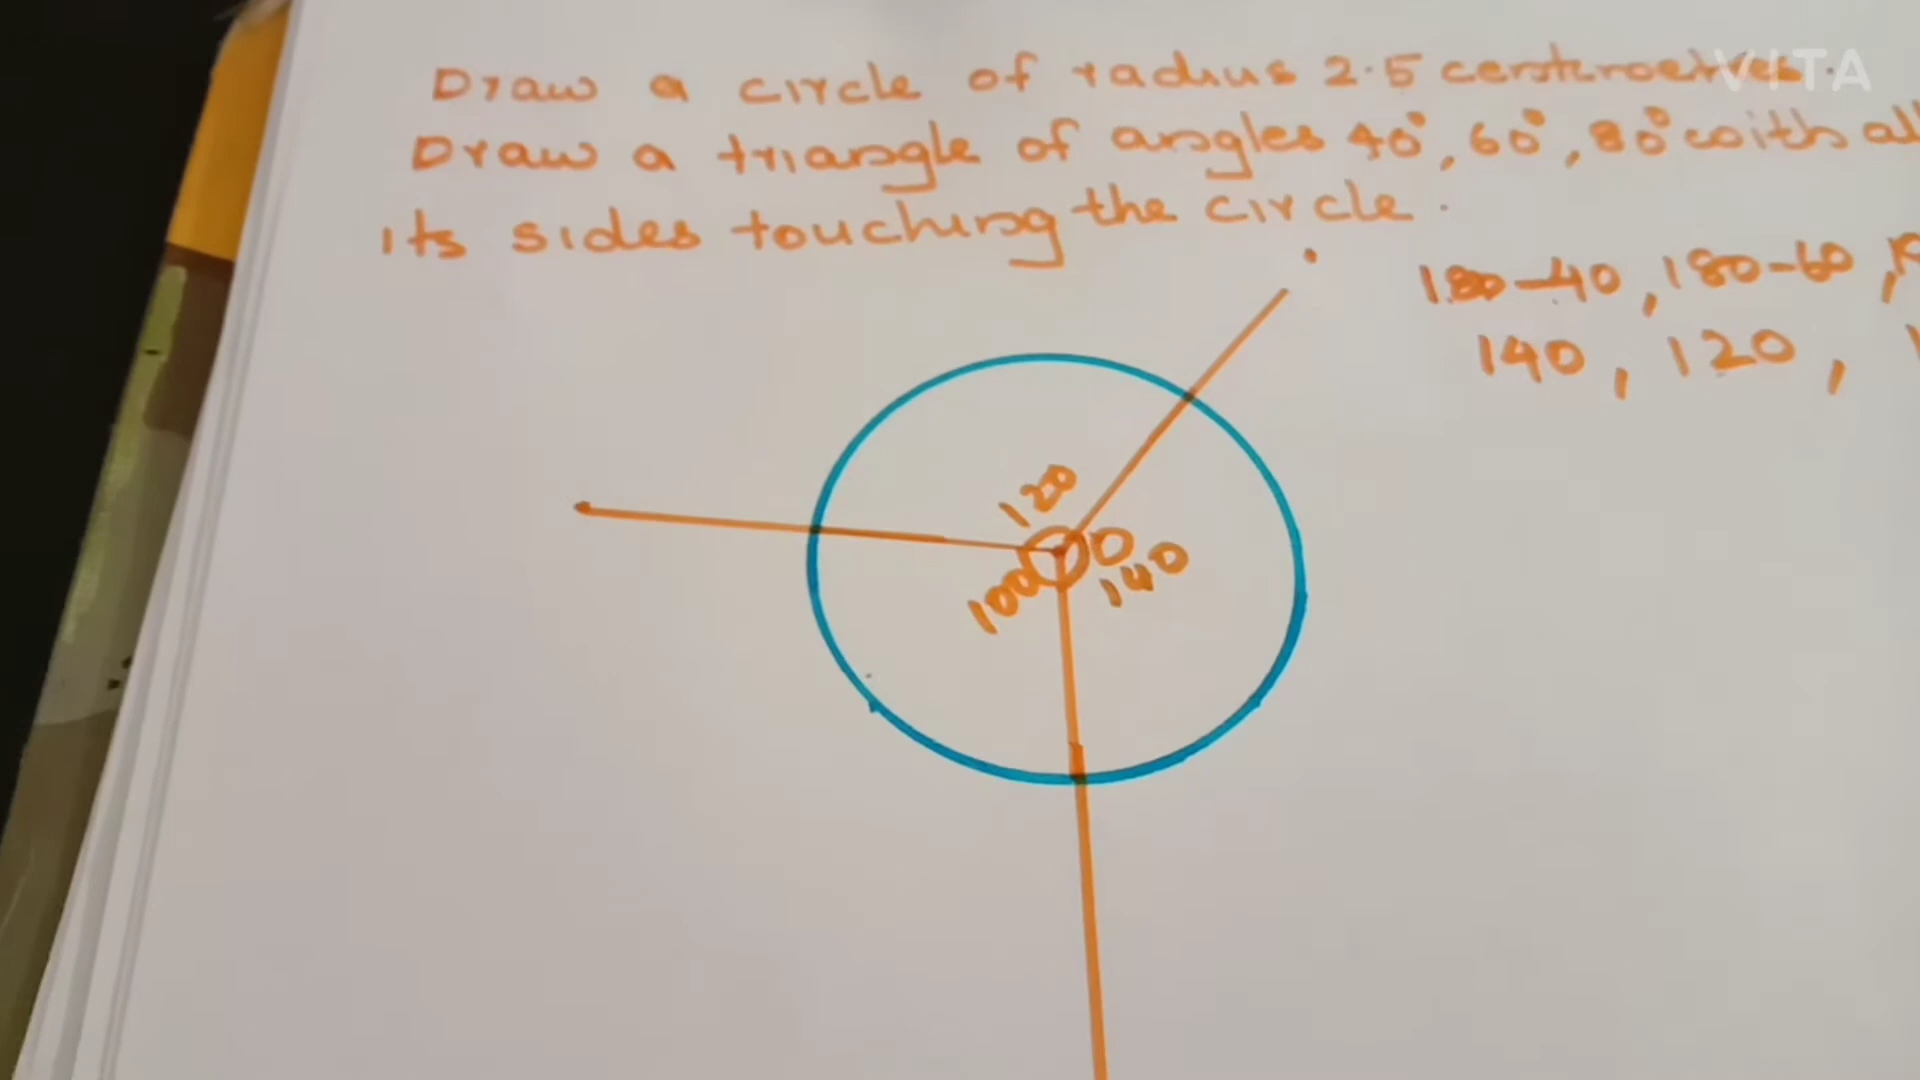 Draw a circle of radius 2.5 centimetres.
VITA
Draw a triangle of angles 40°, 60°, 80° with all
its sides touching the circle.
180-40, 180-60,
140, 120,
120
O
100
140